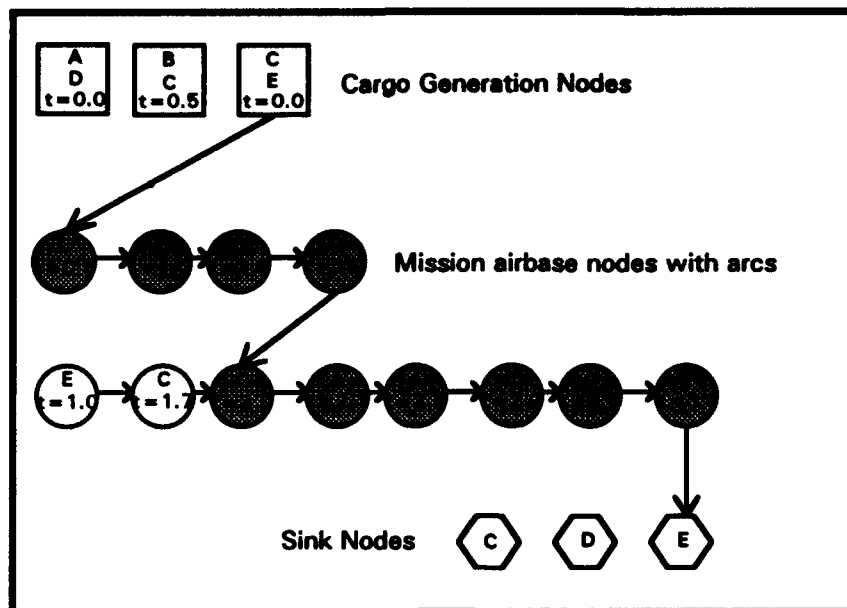 A
D
t=0.0
B
C
t=0.5
C
E
t=0.0
Cargo Generation Nodes
Mission airbase nodes with arcs
E
t=1.0
C
t=1.7
Sink Nodes
C
D
E